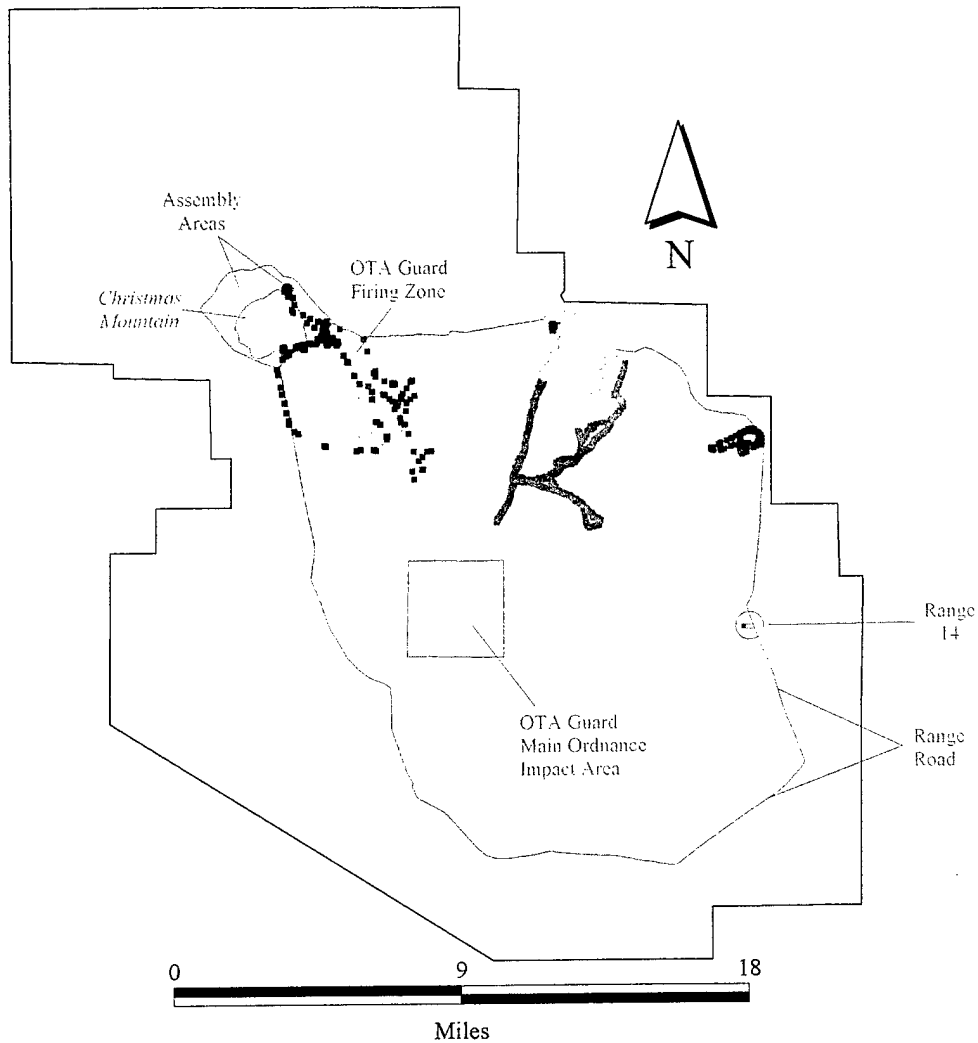 Assembly
Areas
N
OTA Guard
Firing Zone
Christmas
Mountain
Range
14
OTA Guard
Main Ordnance
Impact Area
Range
Road
0 9 18
Miles